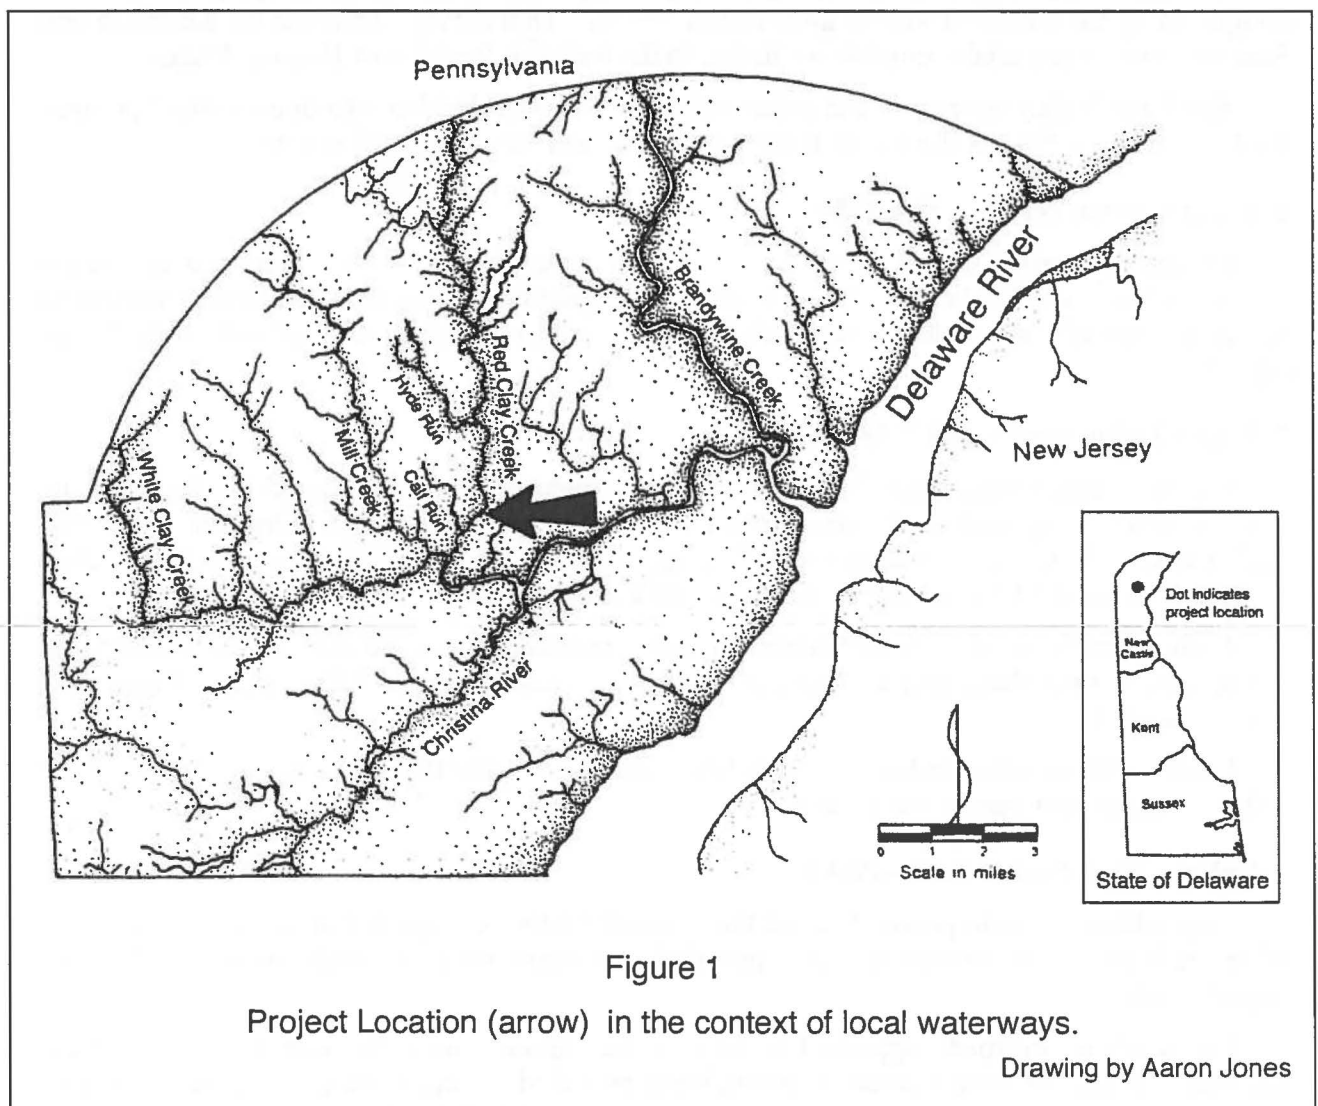 Pennsylvania
Brandywine Creek
Delaware River
Red Clay Creek
Hyde Run
New Jersey
Mill Creek
White Clay Creek
Calf Run
Dot indicates
project location
New
Castle
Christina River
Kent
Sussex
0 1 2 3
Scale in miles
State of Delaware
Figure 1
Project Location (arrow) in the context of local waterways.
Drawing by Aaron Jones